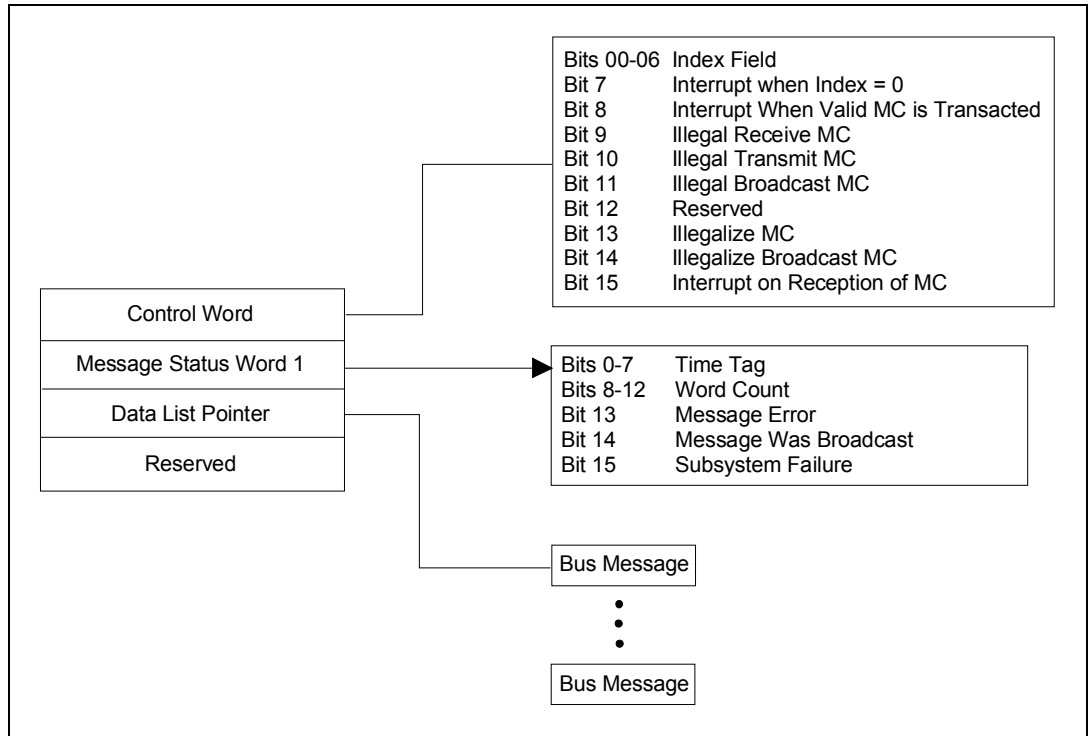 Bits 00-06 Index Field
Bit 7 Interrupt when Index = 0
Bit 8 Interrupt When Valid MC is Transacted
Bit 9 Illegal Receive MC
Bit 10 Illegal Transmit MC
Bit 11 Illegal Broadcast MC
Bit 12 Reserved
Bit 13 Illegalize MC
Bit 14 Illegalize Broadcast MC
Bit 15 Interrupt on Reception of MC
Control Word
Message Status Word 1
Data List Pointer
Reserved
Bits 0-7 Time Tag
Bits 8-12 Word Count
Bit 13 Message Error
Bit 14 Message Was Broadcast
Bit 15 Subsystem Failure
Bus Message
Bus Message